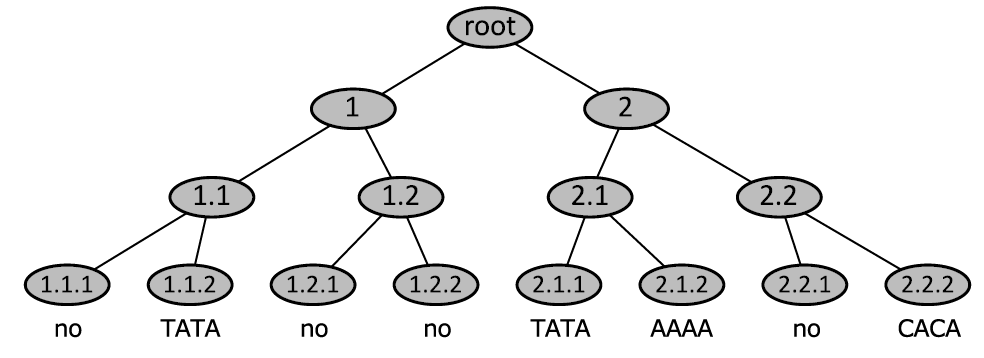 root
1 2
1.1 1.2 2.1 2.2
1.1.1 1.1.2 1.2.1 1.2.2 2.1.1 2.1.2 2.2.1 2.2.2
no TATA no no TATA AAAA no CACA